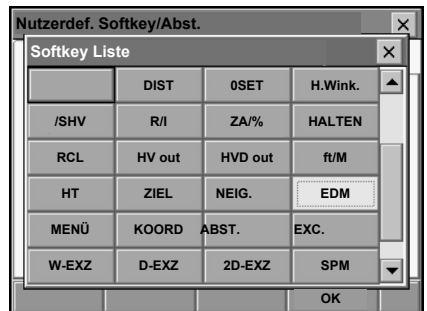 Nutzerdef. Softkey/Abst.
Softkey Liste
DIST 0SET H.Wink.
/SHV R/I ZA/% HALTEN
RCL HV out HVD out ft/M
HT ZIEL NEIG. EDM
MENÜ KOORD ABST. EXC.
W-EXZ D-EXZ 2D-EXZ SPM
OK